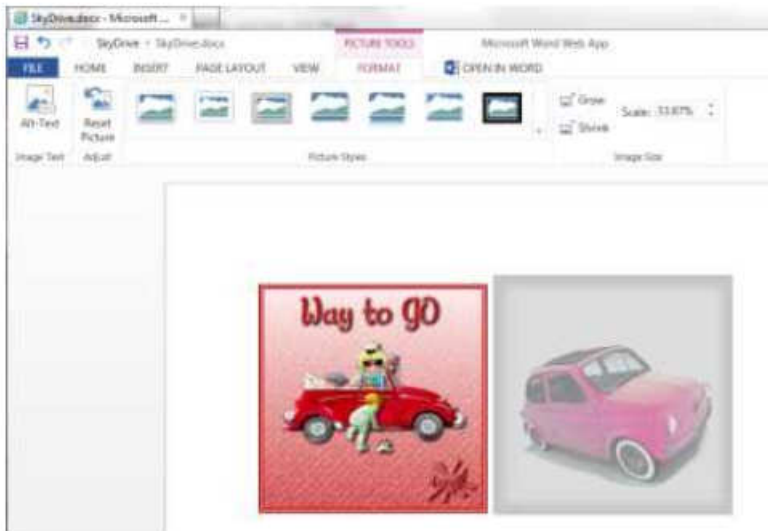 SkyDrive.docx - Microsoft ...
SkyDrive › SkyDrive.docx
PICTURE TOOLS
Microsoft Word Web App
FILE HOME INSERT PAGE LAYOUT VIEW FORMAT OPEN IN WORD
Alt-Text
Reset Picture
Grow
Shrink
Scale: 53.87%
Image Text Adjust Picture Styles Image Size
Way to gO